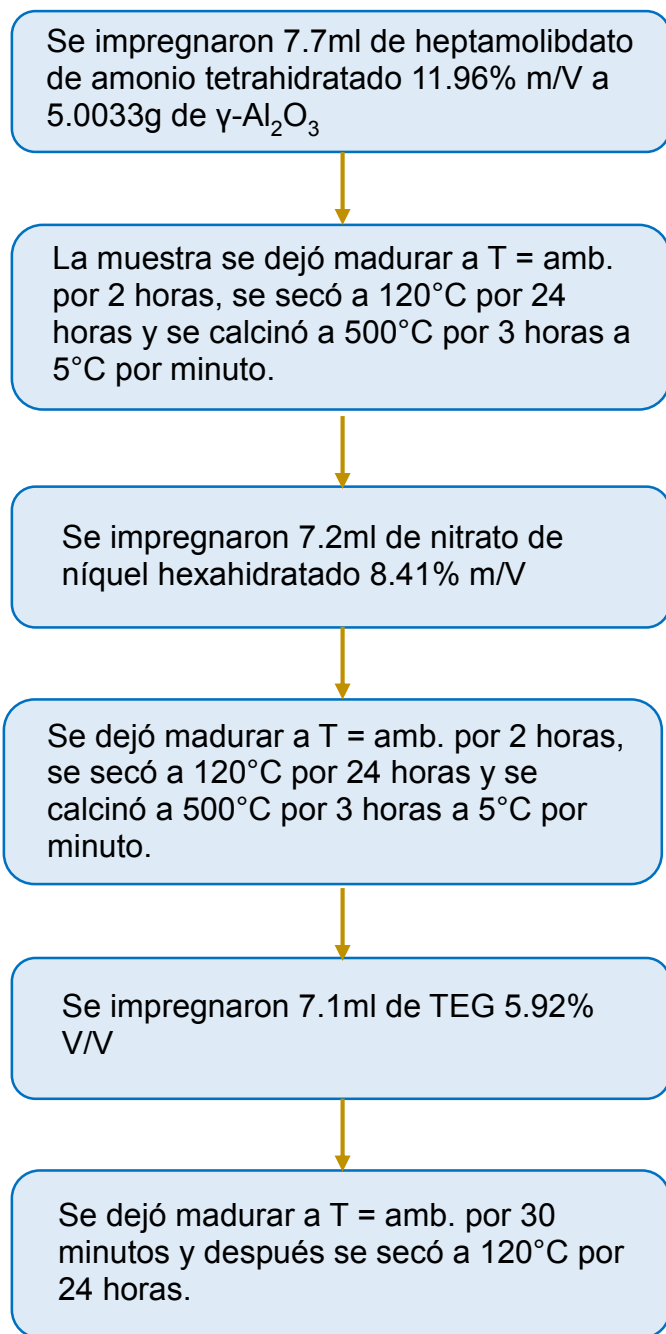 Se impregnaron 7.7ml de heptamolibdato
de amonio tetrahidratado 11.96% m/V a
5.0033g de γ-Al₂O₃
La muestra se dejó madurar a T = amb.
por 2 horas, se secó a 120°C por 24
horas y se calcinó a 500°C por 3 horas a
5°C por minuto.
Se impregnaron 7.2ml de nitrato de
níquel hexahidratado 8.41% m/V
Se dejó madurar a T = amb. por 2 horas,
se secó a 120°C por 24 horas y se
calcinó a 500°C por 3 horas a 5°C por
minuto.
Se impregnaron 7.1ml de TEG 5.92%
V/V
Se dejó madurar a T = amb. por 30
minutos y después se secó a 120°C por
24 horas.